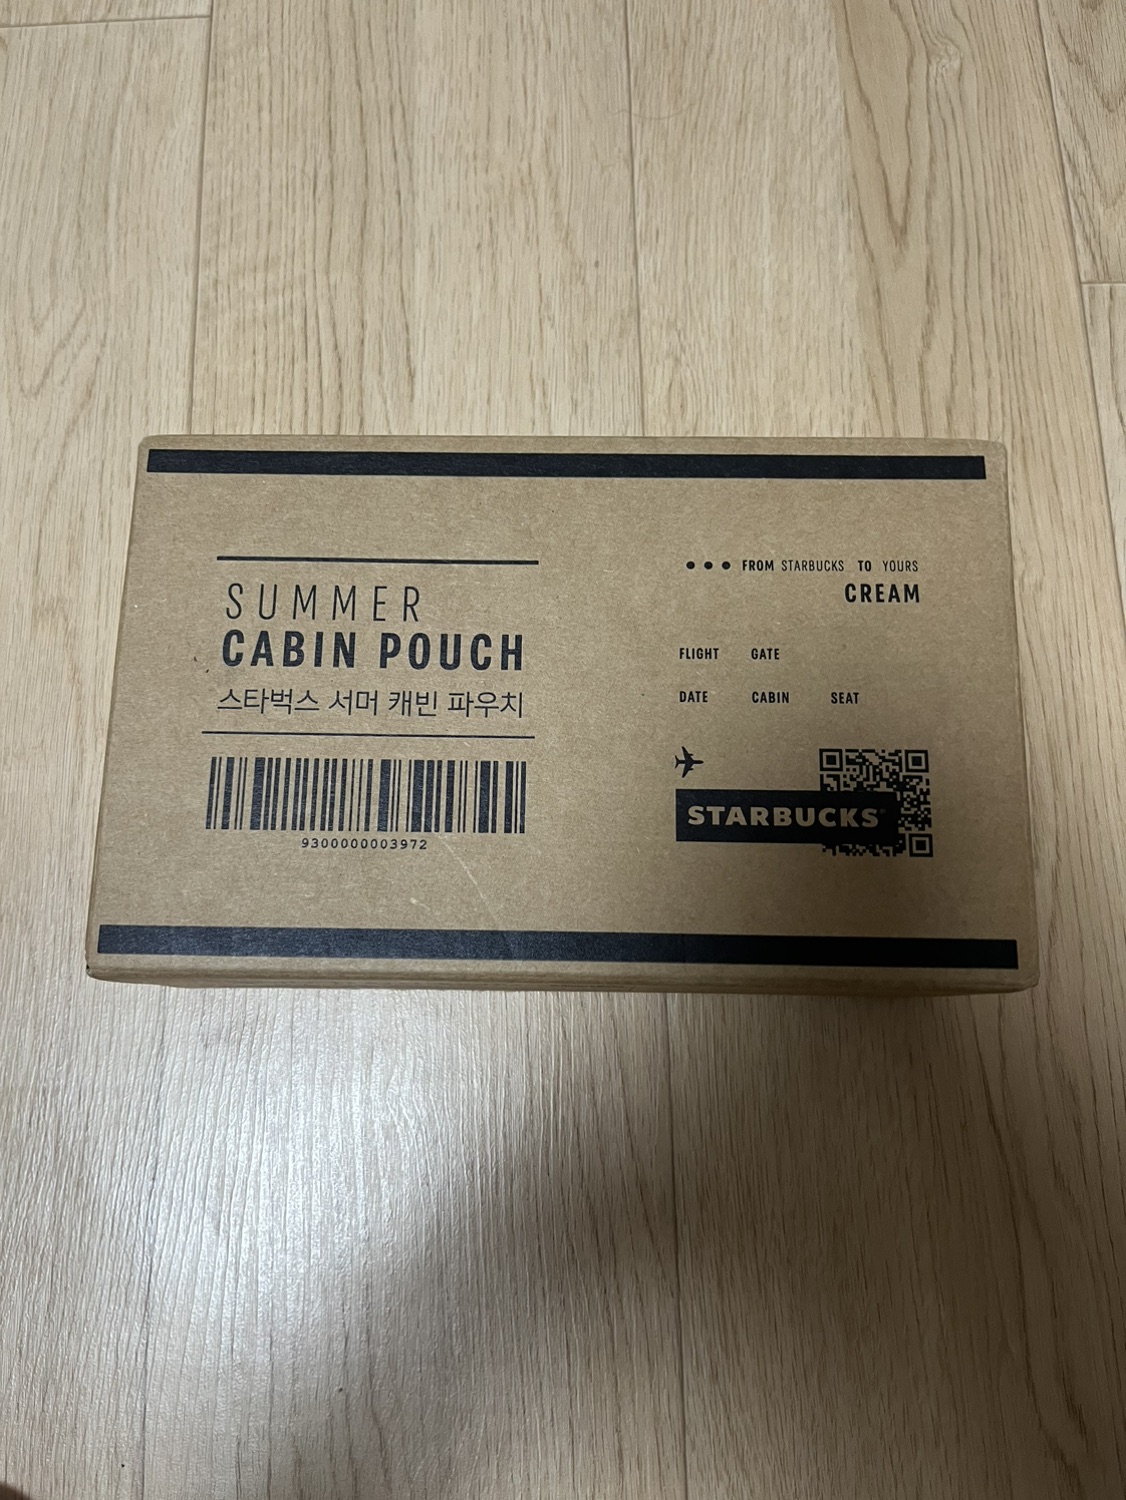 SUMMER
CABIN POUCH
스타벅스 서머 캐빈 파우치
9300000003972
FROM STARBUCKS TO YOURS
CREAM
FLIGHT GATE
DATE CABIN SEAT
STARBUCKS